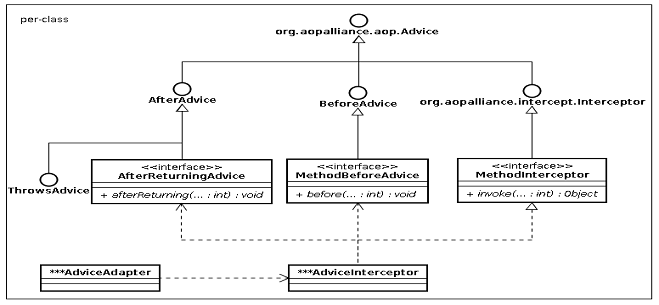 per-class
org.aopalliance.aop.Advice
AfterAdvice
BeforeAdvice
org.aopalliance.intercept.Interceptor
ThrowsAdvice
<<interface>>
AfterReturningAdvice
+ afterReturning(... : int) : void
<<interface>>
MethodBeforeAdvice
+ before(... : int) : void
<<interface>>
MethodInterceptor
+ invoke(... : int) : Object
***AdviceAdapter
***AdviceInterceptor